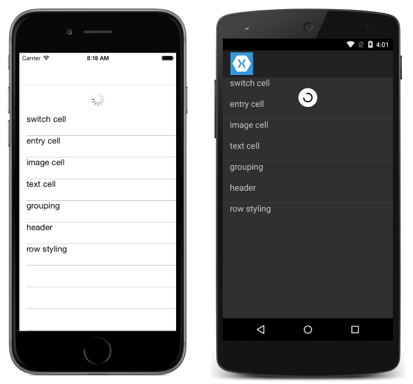 Carrier 8:18 AM
switch cell
entry cell
image cell
text cell
grouping
header
row styling
4:01
switch cell
entry cell
image cell
text cell
grouping
header
row styling